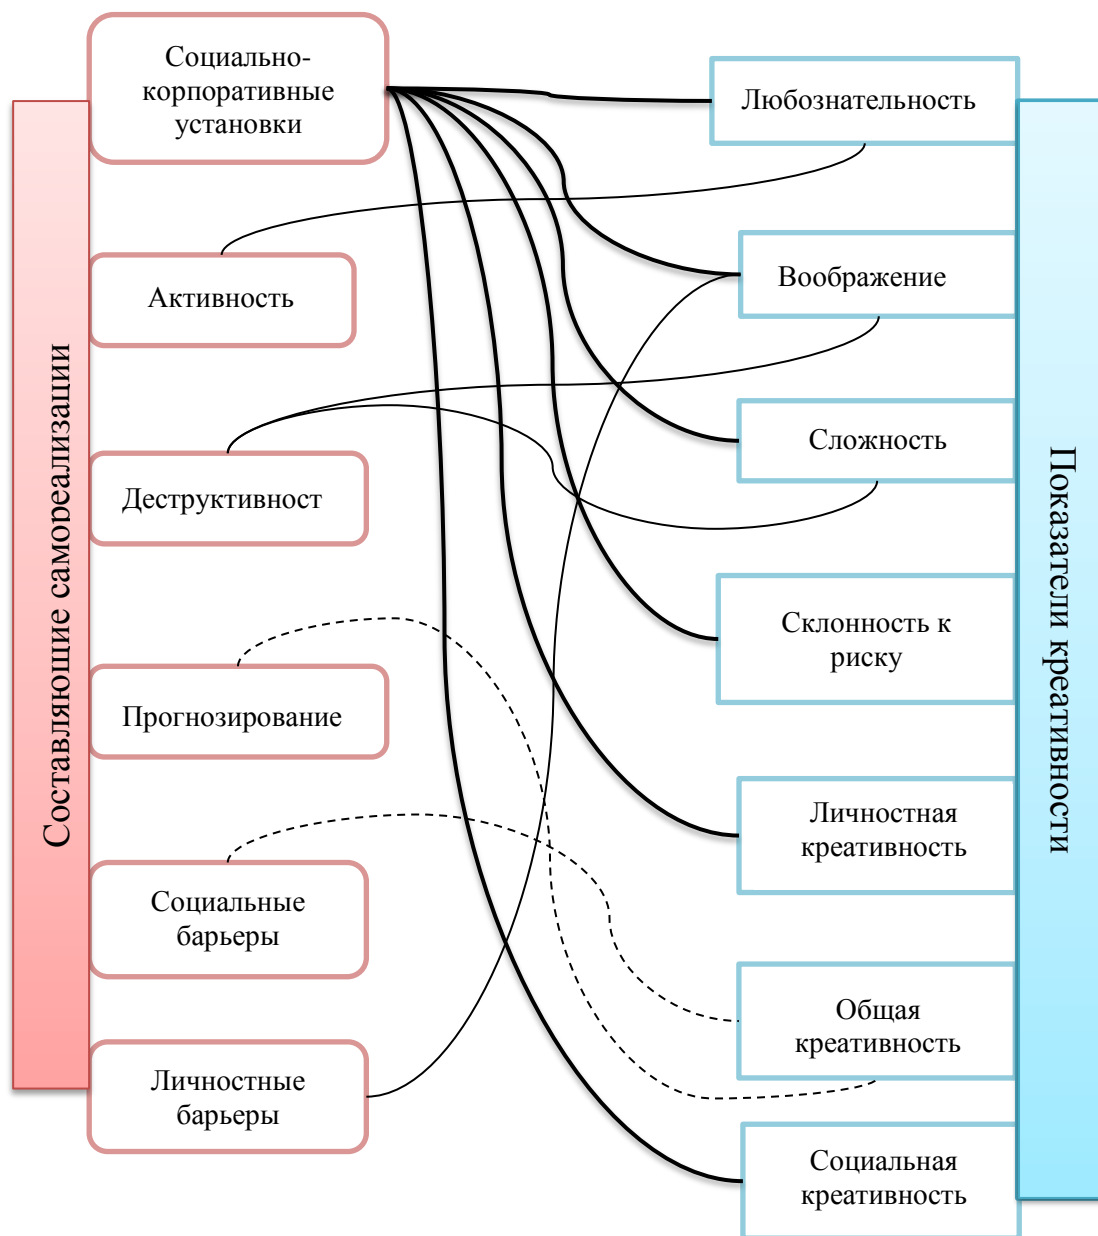 Социально-
корпоративные
установки
Активность
Деструктивност
Прогнозирование
Социальные
барьеры
Личностные
барьеры
Составляющие самореализации
Любознательность
Воображение
Сложность
Склонность к
риску
Личностная
креативность
Общая
креативность
Социальная
креативность
Показатели креативности